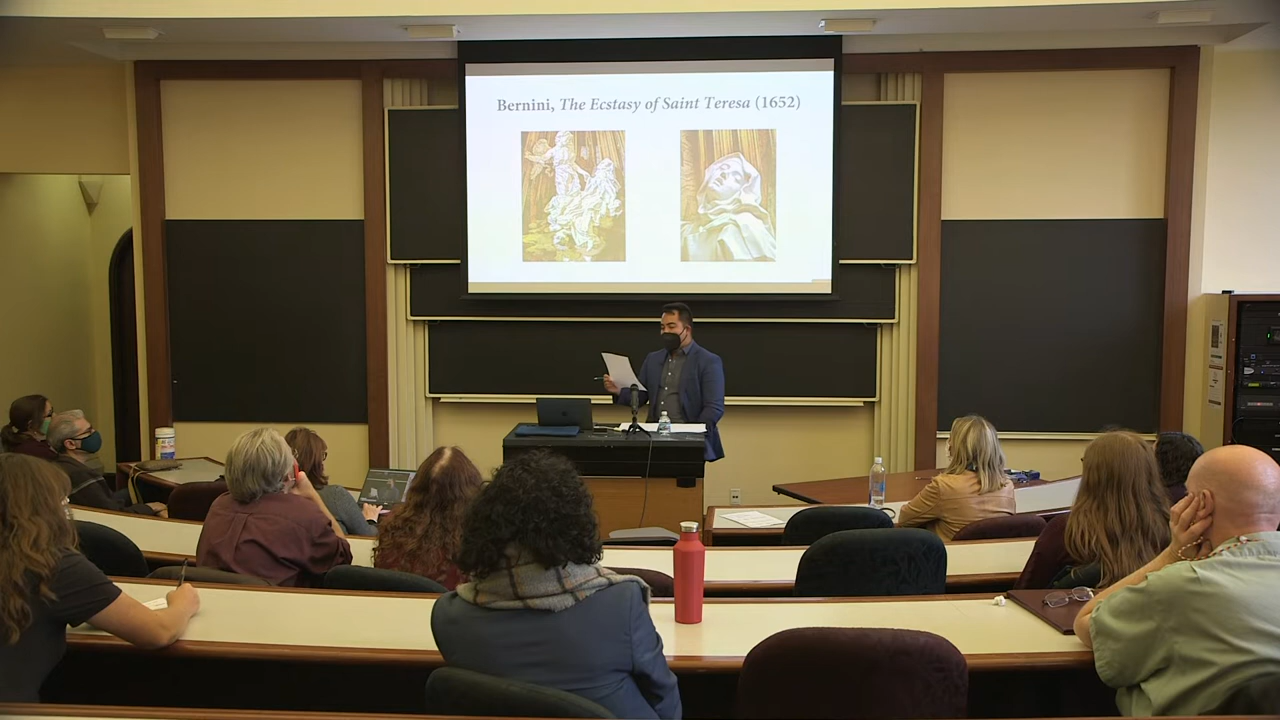 Bernini, The Ecstasy of Saint Teresa (1652)